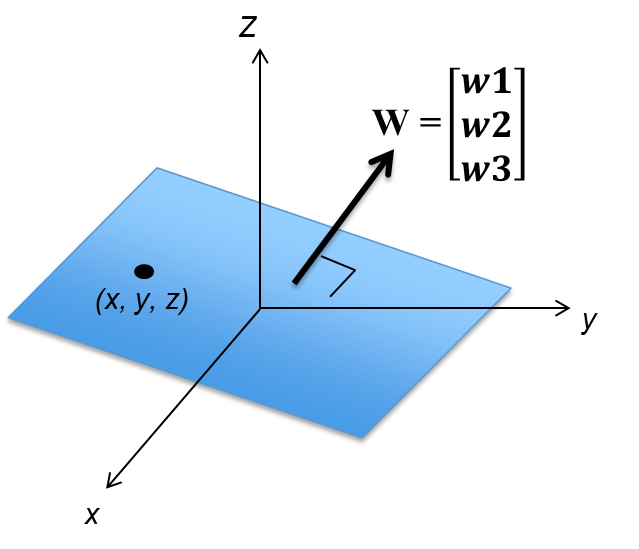 z
W = [w1
w2
w3]
(x, y, z)
y
x